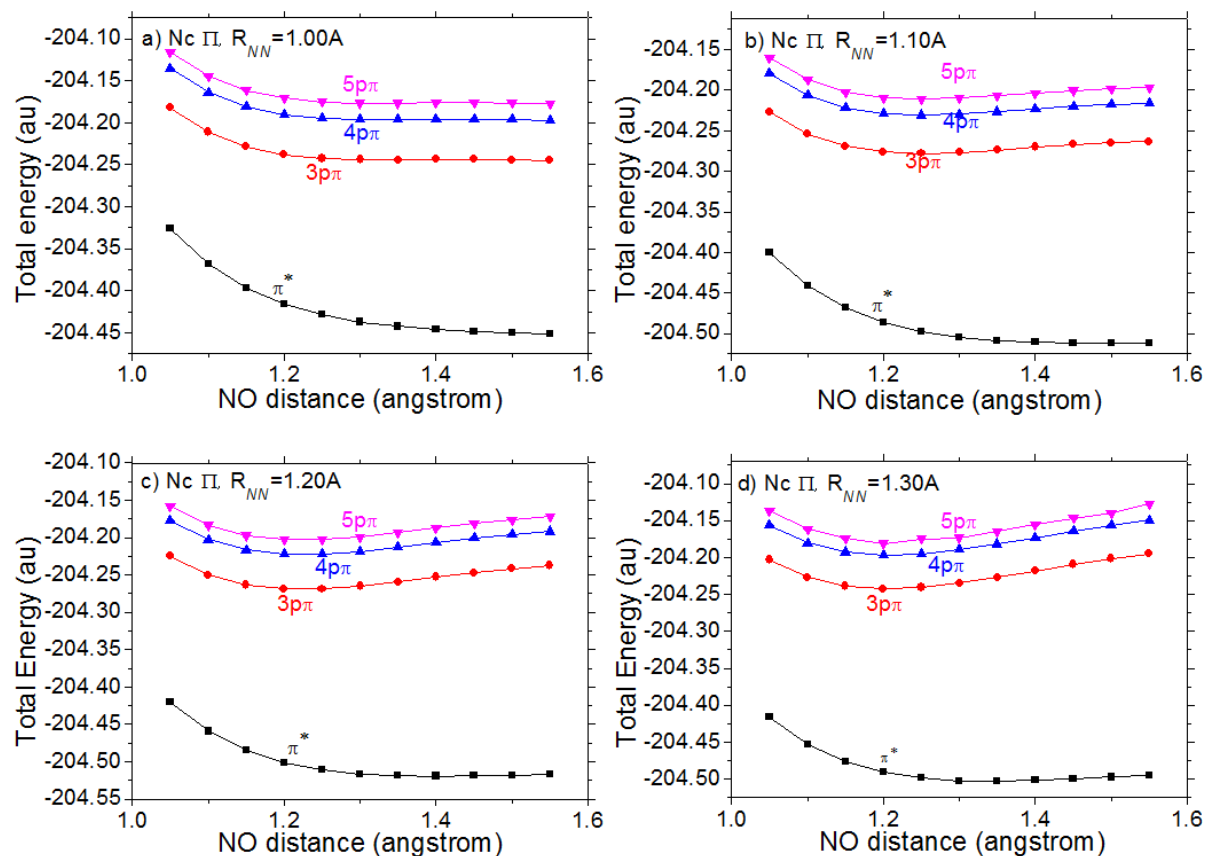 a) Nc Π, R_NN=1.00A
Total energy (au)
-204.10
-204.15
-204.20
-204.25
-204.30
-204.35
-204.40
-204.45
5pπ
4pπ
3pπ
π*
1.0 1.2 1.4 1.6
NO distance (angstrom)
b) Nc Π, R_NN=1.10A
Total energy (au)
-204.15
-204.20
-204.25
-204.30
-204.35
-204.40
-204.45
-204.50
5pπ
4pπ
3pπ
π*
1.0 1.2 1.4 1.6
NO distance (angstrom)
c) Nc Π, R_NN=1.20A
Total Energy (au)
-204.10
-204.15
-204.20
-204.25
-204.30
-204.35
-204.40
-204.45
-204.50
-204.55
5pπ
4pπ
3pπ
π*
1.0 1.2 1.4 1.6
NO distance (angstrom)
d) Nc Π, R_NN=1.30A
Total Energy (au)
-204.10
-204.15
-204.20
-204.25
-204.30
-204.35
-204.40
-204.45
-204.50
5pπ
4pπ
3pπ
π*
1.0 1.2 1.4 1.6
NO distance (angstrom)